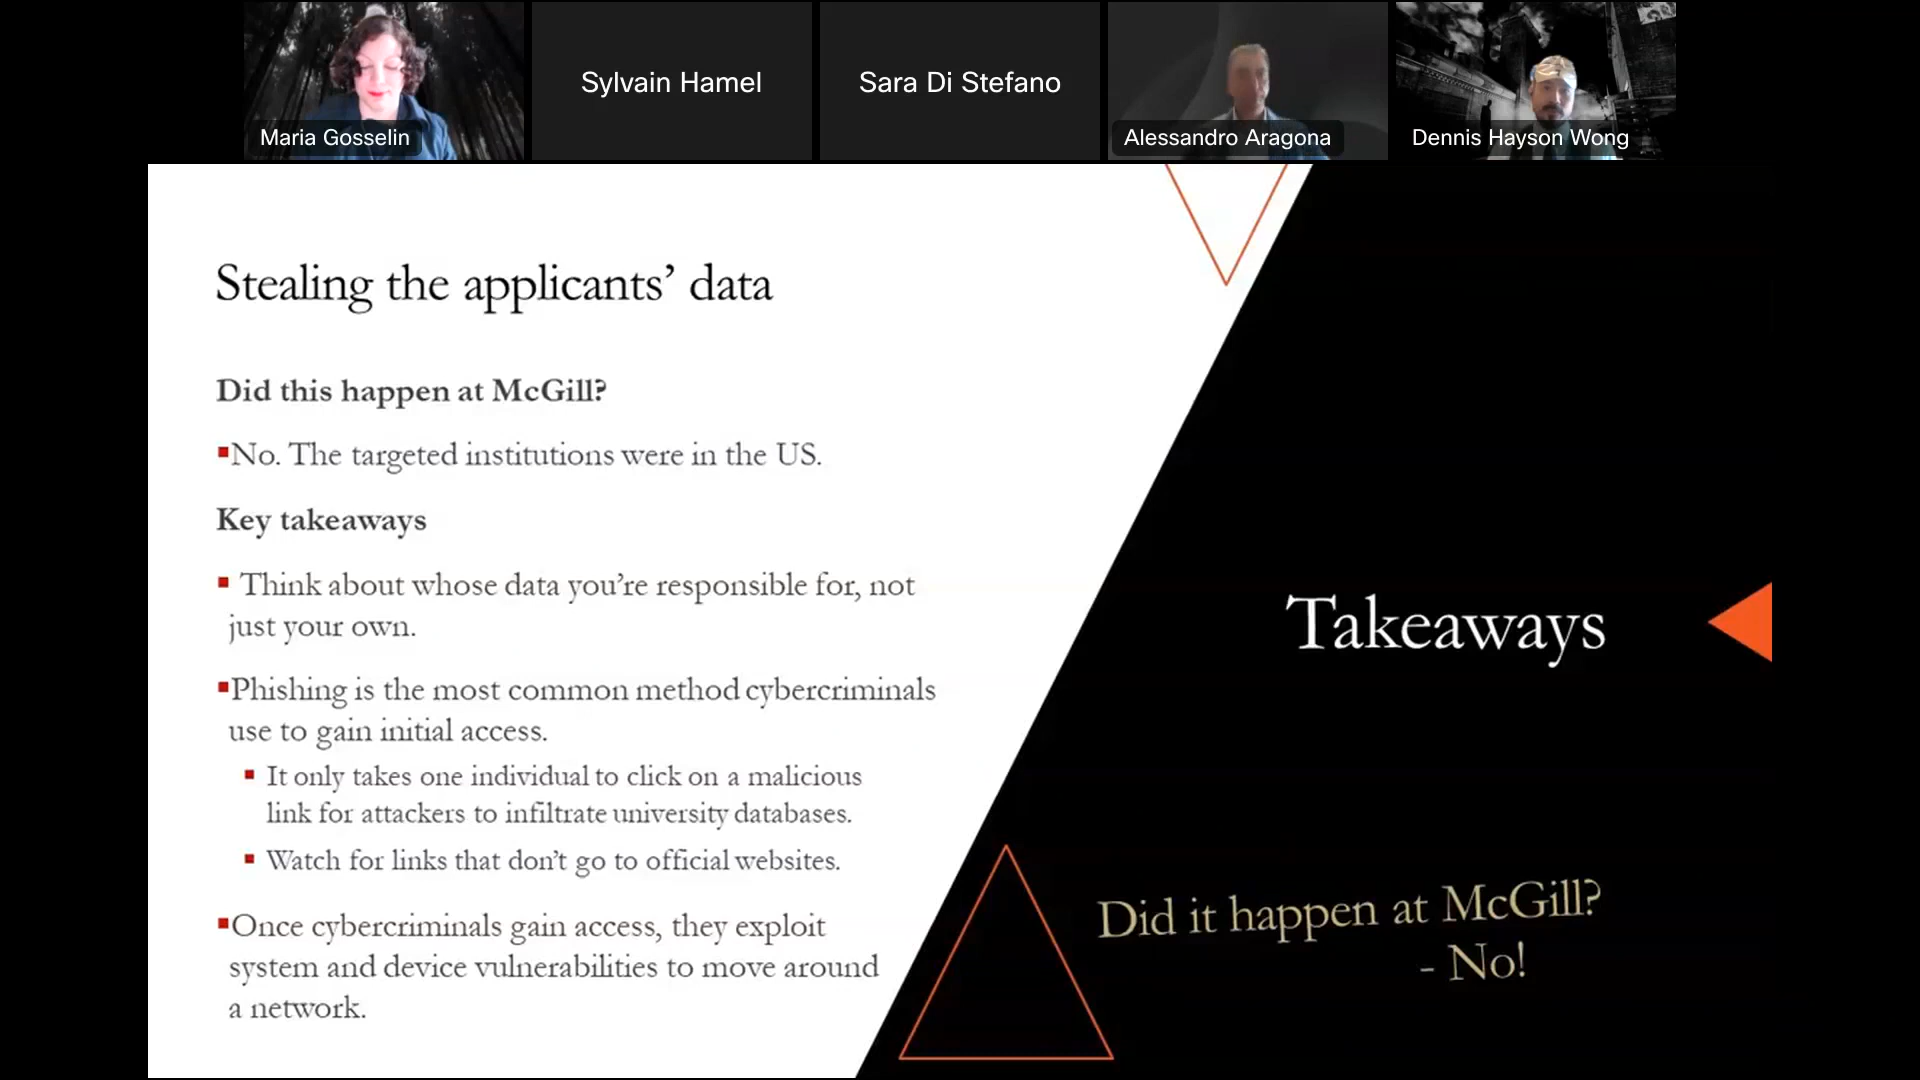 Maria Gosselin
Sylvain Hamel
Sara Di Stefano
Alessandro Aragona
Dennis Hayson Wong
Stealing the applicants’ data
Did this happen at McGill?
▪No. The targeted institutions were in the US.
Key takeaways
▪ Think about whose data you’re responsible for, not
just your own.
▪Phishing is the most common method cybercriminals
use to gain initial access.
▪ It only takes one individual to click on a malicious
link for attackers to infiltrate university databases.
▪ Watch for links that don’t go to official websites.
▪Once cybercriminals gain access, they exploit
system and device vulnerabilities to move around
a network.
Takeaways
Did it happen at McGill?
- No!